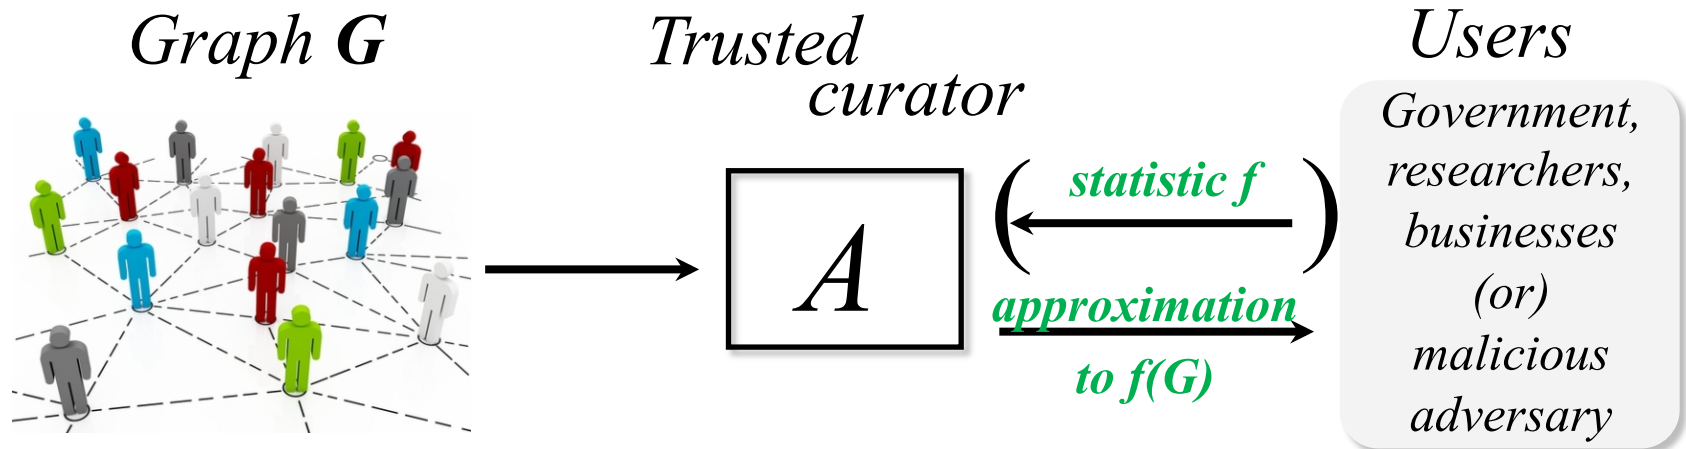 Graph G
Trusted
curator
Users
A
( statistic f )
approximation
to f(G)
Government,
researchers,
businesses
(or)
malicious
adversary